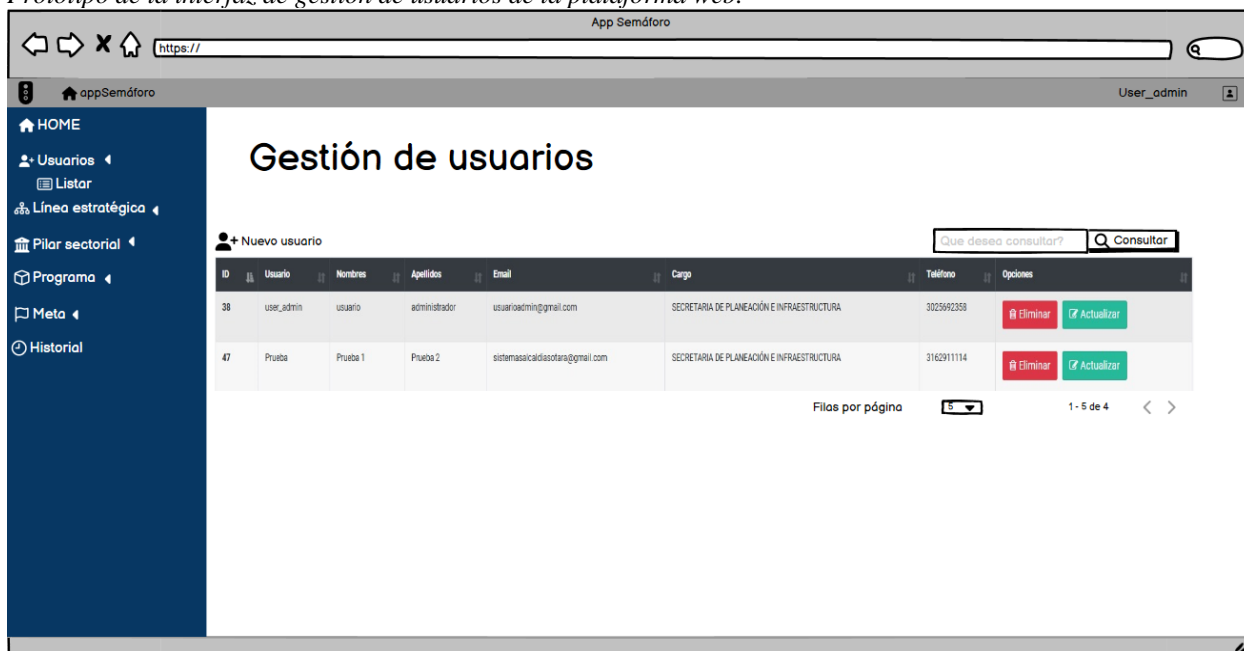 Prototipo de la interfaz de gestión de usuarios de la plataforma web.
App Semáforo
https://
appSemáforo
User_admin
HOME
Usuarios
Listar
Línea estratégica
Pilar sectorial
Programa
Meta
Historial
Gestión de usuarios
Nuevo usuario
Que desea consultar?
Consultar
ID Usuario Nombres Apellidos Email Cargo Teléfono Opciones
38 user_admin usuario administrador usuarioadmin@gmail.com SECRETARIA DE PLANEACIÓN E INFRAESTRUCTURA 3025692358 Eliminar Actualizar
47 Prueba Prueba 1 Prueba 2 sistemasalcaldiasotara@gmail.com SECRETARIA DE PLANEACIÓN E INFRAESTRUCTURA 3162911114 Eliminar Actualizar
Filas por página 5 1 - 5 de 4